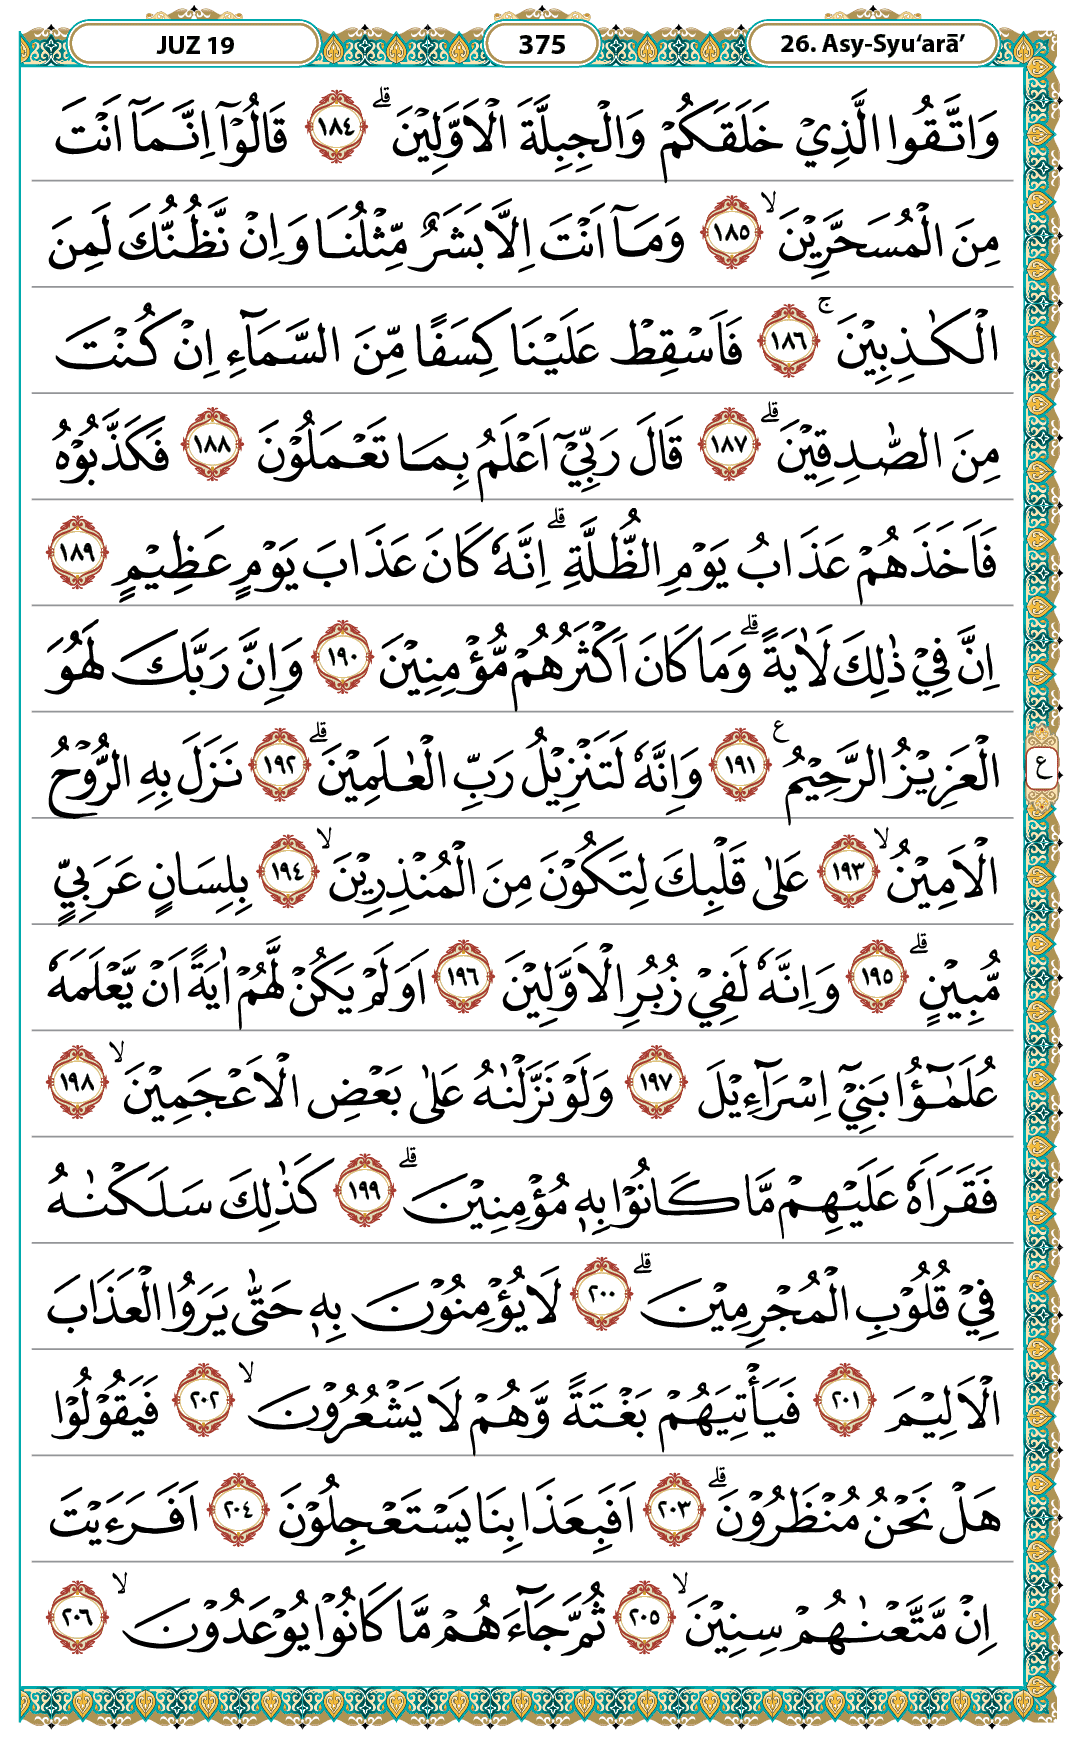 JUZ 19
375
26. Asy-Syu‘arā’
وَاتَّقُوا الَّذِيْ خَلَقَكُمْ وَالْجِبِلَّةَ الْاَوَّلِيْنَ ۗ ١٨٤ قَالُوْٓا اِنَّمَآ اَنْتَ
مِنَ الْمُسَحَّرِيْنَ ۙ ١٨٥ وَمَآ اَنْتَ اِلَّا بَشَرٌ مِّثْلُنَا وَاِنْ نَّظُنُّكَ لَمِنَ
الْكٰذِبِيْنَ ۚ ١٨٦ فَاَسْقِطْ عَلَيْنَا كِسَفًا مِّنَ السَّمَاۤءِ اِنْ كُنْتَ
مِنَ الصّٰدِقِيْنَ ۗ ١٨٧ قَالَ رَبِّيْٓ اَعْلَمُ بِمَا تَعْمَلُوْنَ ١٨٨ فَكَذَّبُوْهُ
فَاَخَذَهُمْ عَذَابُ يَوْمِ الظُّلَّةِ ۗ اِنَّهٗ كَانَ عَذَابَ يَوْمٍ عَظِيْمٍ ١٨٩
اِنَّ فِيْ ذٰلِكَ لَاٰيَةً ۗ وَمَا كَانَ اَكْثَرُهُمْ مُّؤْمِنِيْنَ ١٩٠ وَاِنَّ رَبَّكَ لَهُوَ
الْعَزِيْزُ الرَّحِيْمُ ࣖ ١٩١ وَاِنَّهٗ لَتَنْزِيْلُ رَبِّ الْعٰلَمِيْنَ ۗ ١٩٢ نَزَلَ بِهِ الرُّوْحُ
ع
الْاَمِيْنُ ۙ ١٩٣ عَلٰى قَلْبِكَ لِتَكُوْنَ مِنَ الْمُنْذِرِيْنَ ۙ ١٩٤ بِلِسَانٍ عَرَبِيٍّ
مُّبِيْنٍ ۗ ١٩٥ وَاِنَّهٗ لَفِيْ زُبُرِ الْاَوَّلِيْنَ ١٩٦ اَوَلَمْ يَكُنْ لَّهُمْ اٰيَةً اَنْ يَّعْلَمَهٗ
عُلَمٰۤؤُا بَنِيْٓ اِسْرَاۤءِيْلَ ١٩٧ وَلَوْ نَزَّلْنٰهُ عَلٰى بَعْضِ الْاَعْجَمِيْنَ ۙ ١٩٨
فَقَرَاَهٗ عَلَيْهِمْ مَّا كَانُوْا بِهٖ مُؤْمِنِيْنَ ۗ ١٩٩ كَذٰلِكَ سَلَكْنٰهُ
فِيْ قُلُوْبِ الْمُجْرِمِيْنَ ۗ ٢٠٠ لَا يُؤْمِنُوْنَ بِهٖ حَتّٰى يَرَوُا الْعَذَابَ
الْاَلِيْمَ ٢٠١ فَيَأْتِيَهُمْ بَغْتَةً وَّهُمْ لَا يَشْعُرُوْنَ ۙ ٢٠٢ فَيَقُوْلُوْا
هَلْ نَحْنُ مُنْظَرُوْنَ ۗ ٢٠٣ اَفَبِعَذَابِنَا يَسْتَعْجِلُوْنَ ٢٠٤ اَفَرَءَيْتَ
اِنْ مَّتَّعْنٰهُمْ سِنِيْنَ ۙ ٢٠٥ ثُمَّ جَاۤءَهُمْ مَّا كَانُوْا يُوْعَدُوْنَ ۙ ٢٠٦